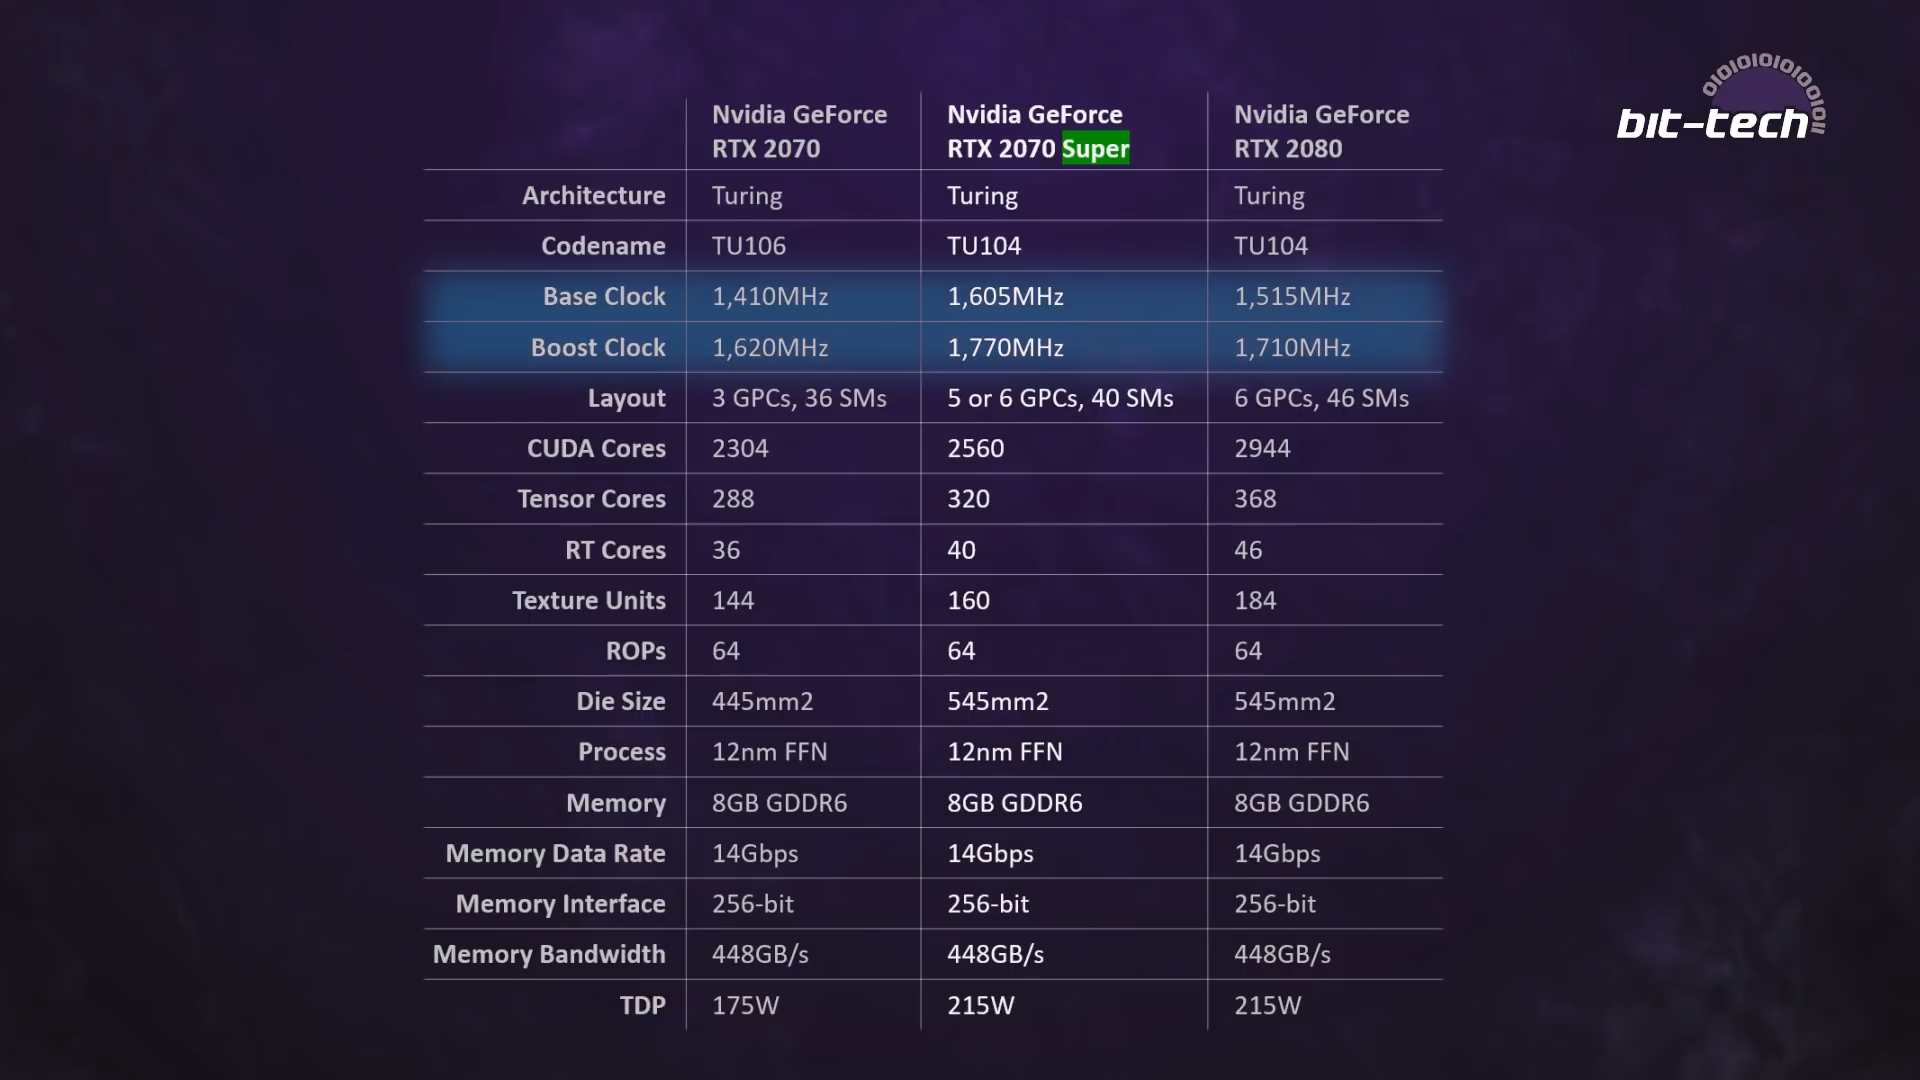 bit-tech
Nvidia GeForce RTX 2070 Nvidia GeForce RTX 2070 Super Nvidia GeForce RTX 2080
Architecture Turing Turing Turing
Codename TU106 TU104 TU104
Base Clock 1,410MHz 1,605MHz 1,515MHz
Boost Clock 1,620MHz 1,770MHz 1,710MHz
Layout 3 GPCs, 36 SMs 5 or 6 GPCs, 40 SMs 6 GPCs, 46 SMs
CUDA Cores 2304 2560 2944
Tensor Cores 288 320 368
RT Cores 36 40 46
Texture Units 144 160 184
ROPs 64 64 64
Die Size 445mm2 545mm2 545mm2
Process 12nm FFN 12nm FFN 12nm FFN
Memory 8GB GDDR6 8GB GDDR6 8GB GDDR6
Memory Data Rate 14Gbps 14Gbps 14Gbps
Memory Interface 256-bit 256-bit 256-bit
Memory Bandwidth 448GB/s 448GB/s 448GB/s
TDP 175W 215W 215W